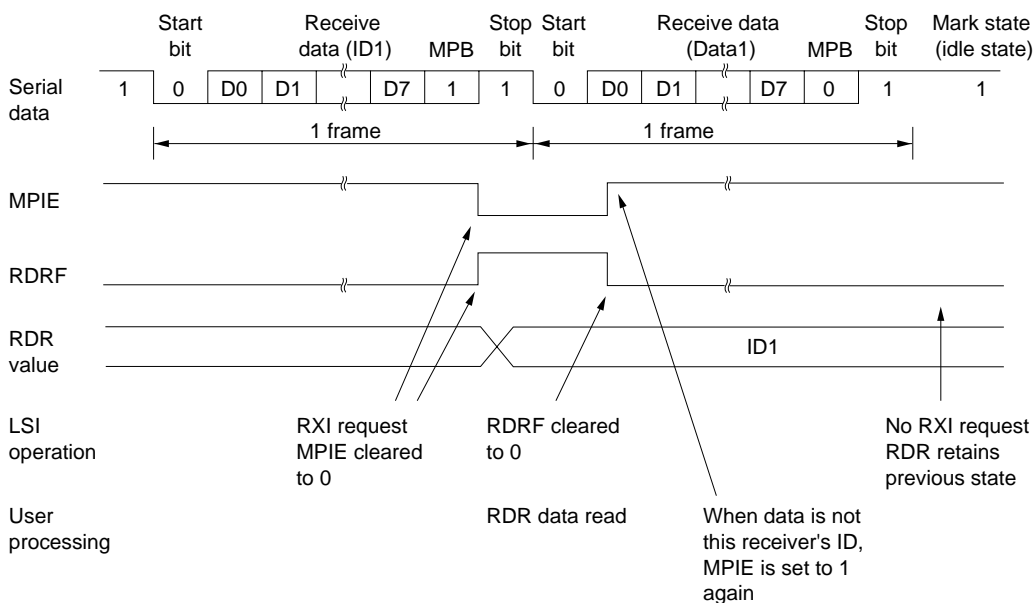 Start bit
Receive data (ID1)
MPB
Stop bit
Start bit
Receive data (Data1)
MPB
Stop bit
Mark state (idle state)
Serial data
1 0 D0 D1 D7 1 1 0 D0 D1 D7 0 1 1
1 frame
1 frame
MPIE
RDRF
RDR value
ID1
LSI operation
RXI request
MPIE cleared
to 0
RDRF cleared
to 0
No RXI request
RDR retains
previous state
User processing
RDR data read
When data is not
this receiver's ID,
MPIE is set to 1
again